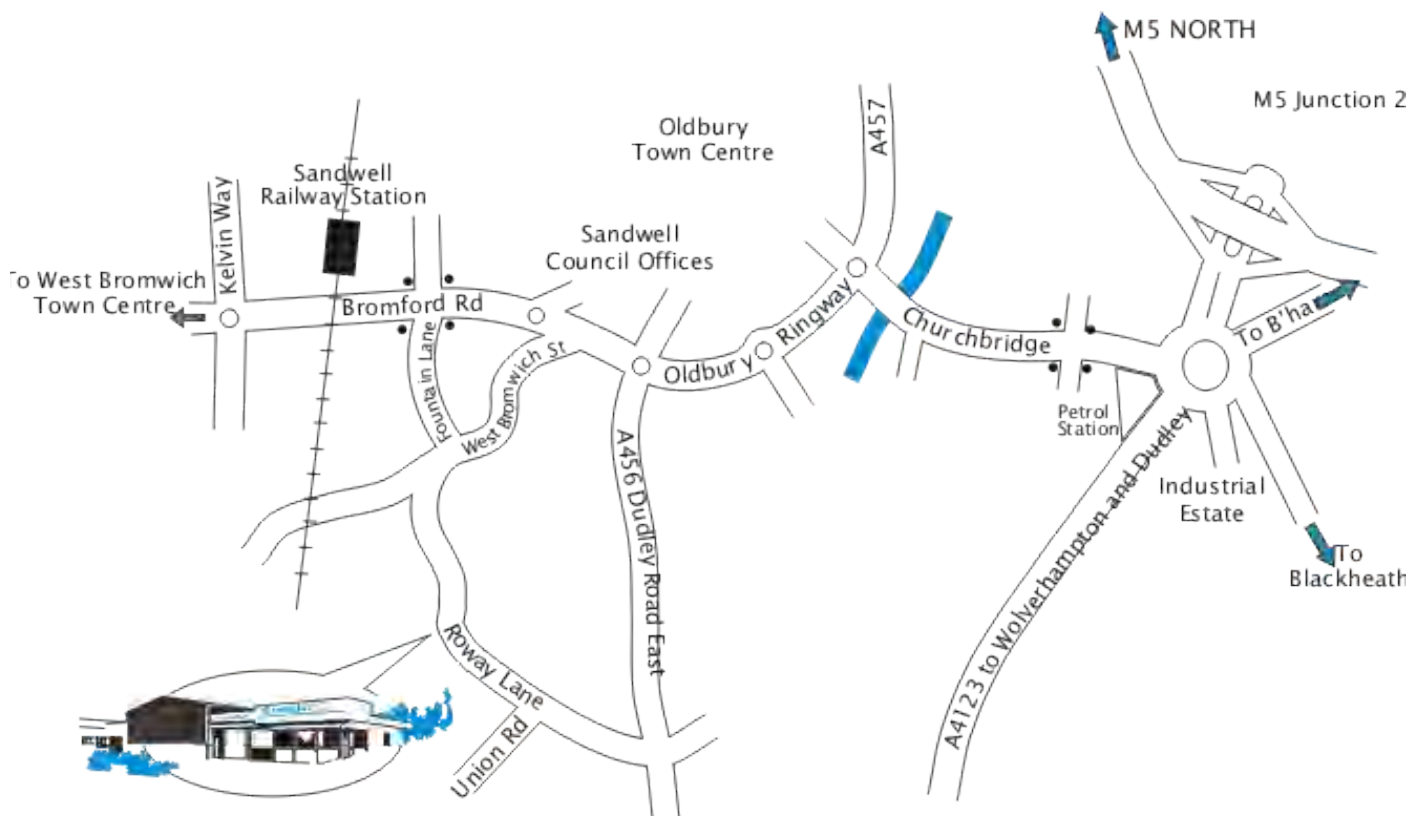 M5 NORTH
M5 Junction 2
A457
Oldbury
Town Centre
Sandwell
Railway Station
Kelvin Way
Sandwell
Council Offices
To West Bromwich
Town Centre
Bromford Rd
Ringway
Churchbridge
To B'ha
Fountain Lane
West Bromwich St
Oldbury
Petrol
Station
A456 Dudley Road East
A4123 to Wolverhampton and Dudley
Industrial
Estate
To
Blackheath
Roway Lane
Union Rd